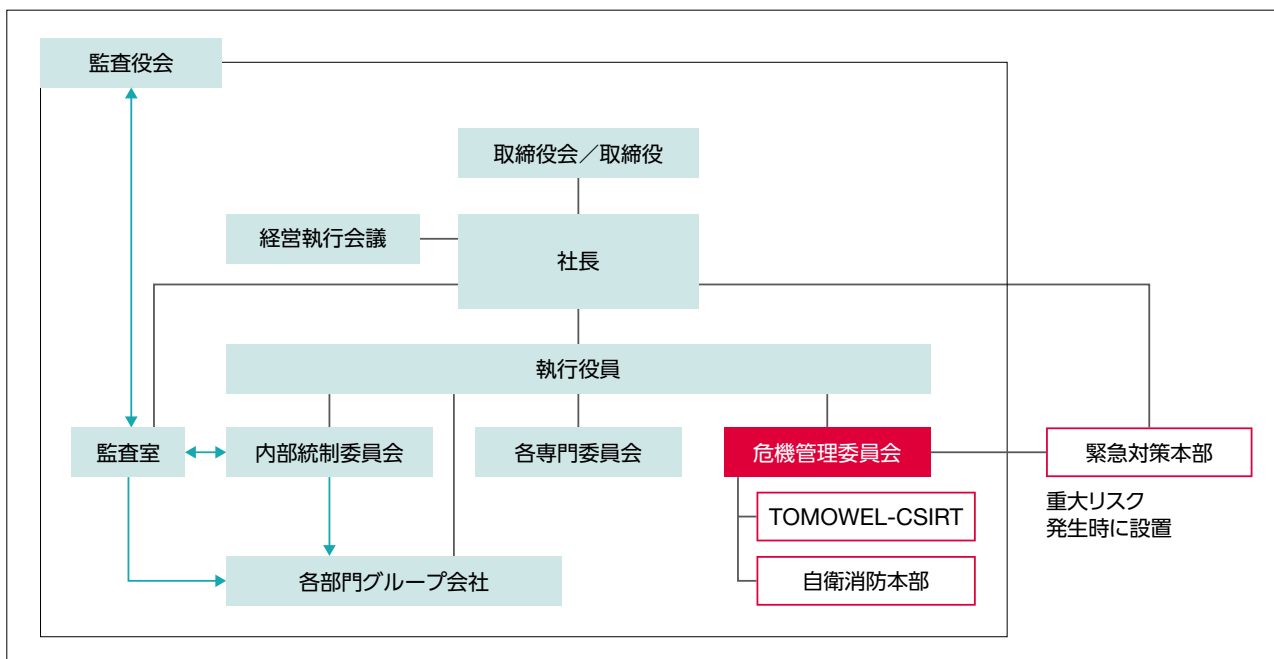 監査役会
取締役会／取締役
経営執行会議
社長
執行役員
監査室
内部統制委員会
各専門委員会
危機管理委員会
緊急対策本部
重大リスク
発生時に設置
TOMOWEL-CSIRT
各部門グループ会社
自衛消防本部